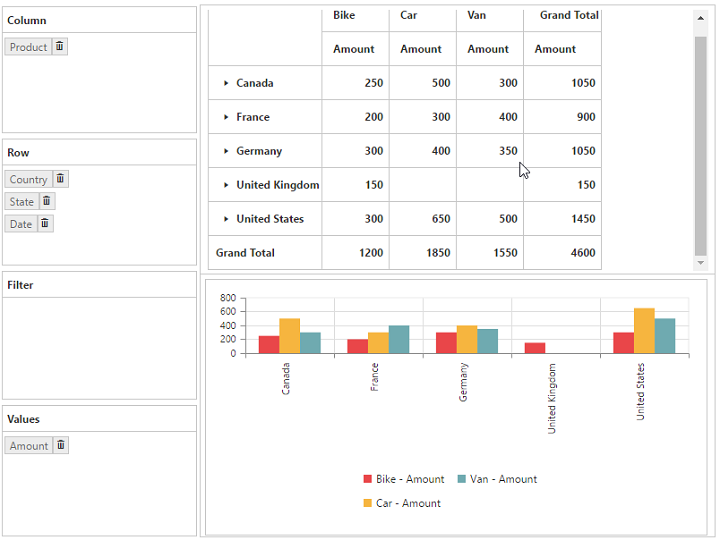 Column
Product
Row
Country
State
Date
Filter
Values
Amount
Bike Car Van Grand Total
Amount Amount Amount Amount
Canada 250 500 300 1050
France 200 300 400 900
Germany 300 400 350 1050
United Kingdom 150 150
United States 300 650 500 1450
Grand Total 1200 1850 1550 4600
800
600
400
200
0
Canada
France
Germany
United Kingdom
United States
Bike - Amount Van - Amount
Car - Amount